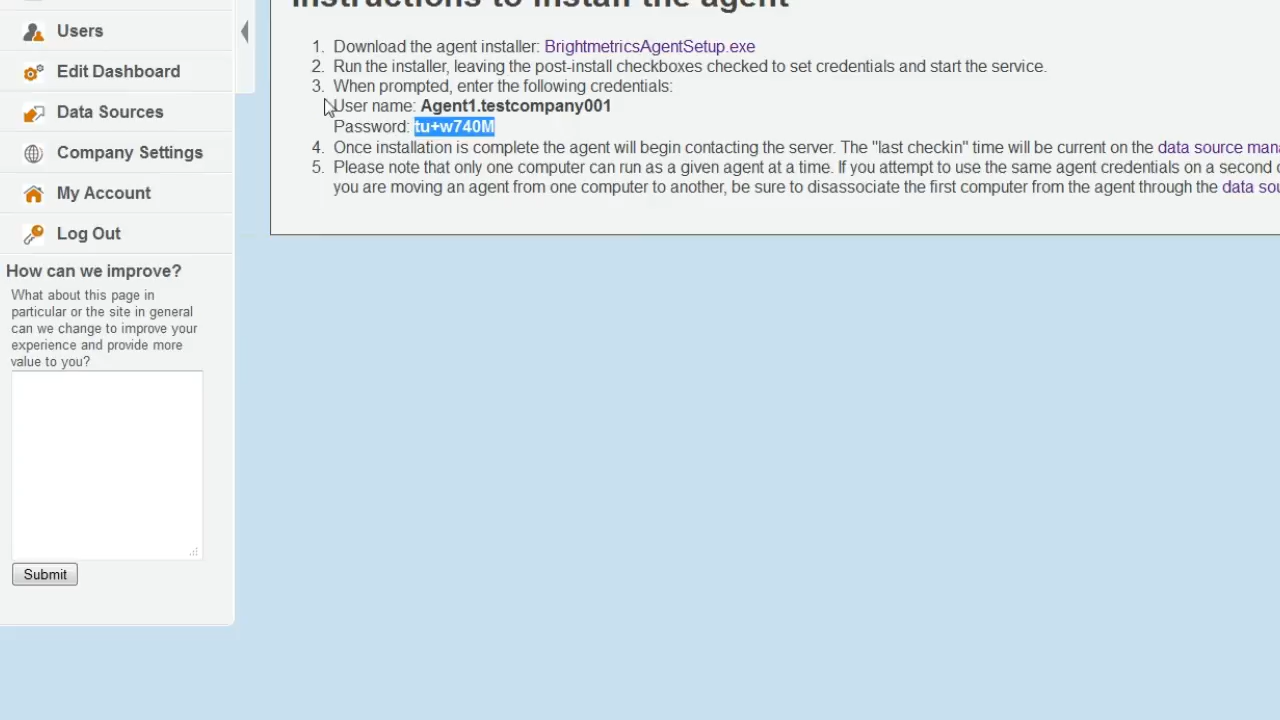 Instructions to install the agent
Users
Edit Dashboard
Data Sources
Company Settings
My Account
Log Out
How can we improve?
What about this page in
particular or the site in general
can we change to improve your
experience and provide more
value to you?
Submit
1. Download the agent installer: BrightmetricsAgentSetup.exe
2. Run the installer, leaving the post-install checkboxes checked to set credentials and start the service.
3. When prompted, enter the following credentials:
User name: Agent1.testcompany001
Password: tu+w740M
4. Once installation is complete the agent will begin contacting the server. The "last checkin" time will be current on the data source
5. Please note that only one computer can run as a given agent at a time. If you attempt to use the same agent credentials on a second
you are moving an agent from one computer to another, be sure to disassociate the first computer from the agent through the data